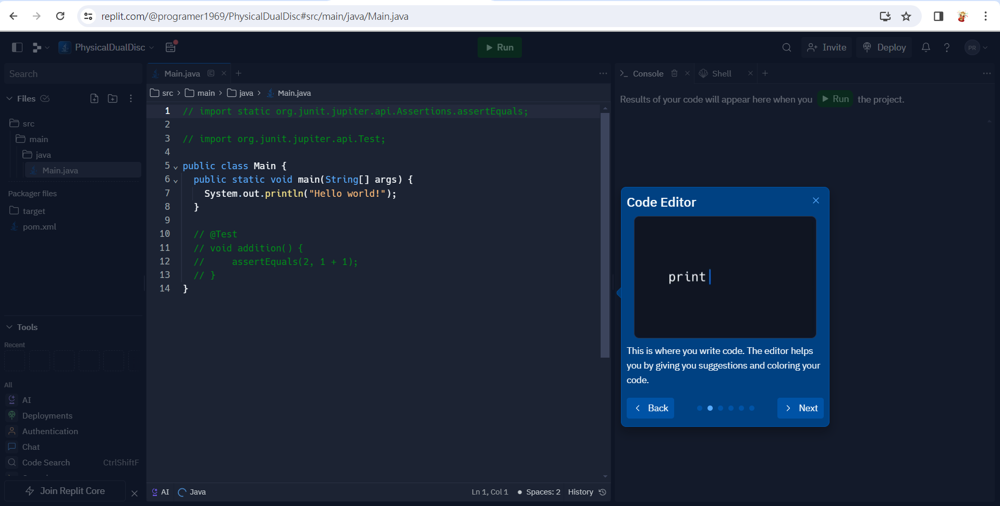 replit.com/@programer1969/PhysicalDualDisc#src/main/java/Main.java
PhysicalDualDisc
Run
Invite
Deploy
PR
Search
Files
src
main
java
Main.java
Packager files
target
pom.xml
Tools
Recent
All
AI
Deployments
Authentication
Chat
Code Search CtrlShiftF
Join Replit Core
Main.java
src > main > java > Main.java
1 // import static org.junit.jupiter.api.Assertions.assertEquals;
2
3 // import org.junit.jupiter.api.Test;
4
5 public class Main {
6 public static void main(String[] args) {
7 System.out.println("Hello world!");
8 }
9
10 // @Test
11 // void addition() {
12 // assertEquals(2, 1 + 1);
13 // }
14 }
AI Java Ln 1, Col 1 Spaces: 2 History
Console Shell
Results of your code will appear here when you Run the project.
Code Editor
print
This is where you write code. The editor helps
you by giving you suggestions and coloring your
code.
Back Next